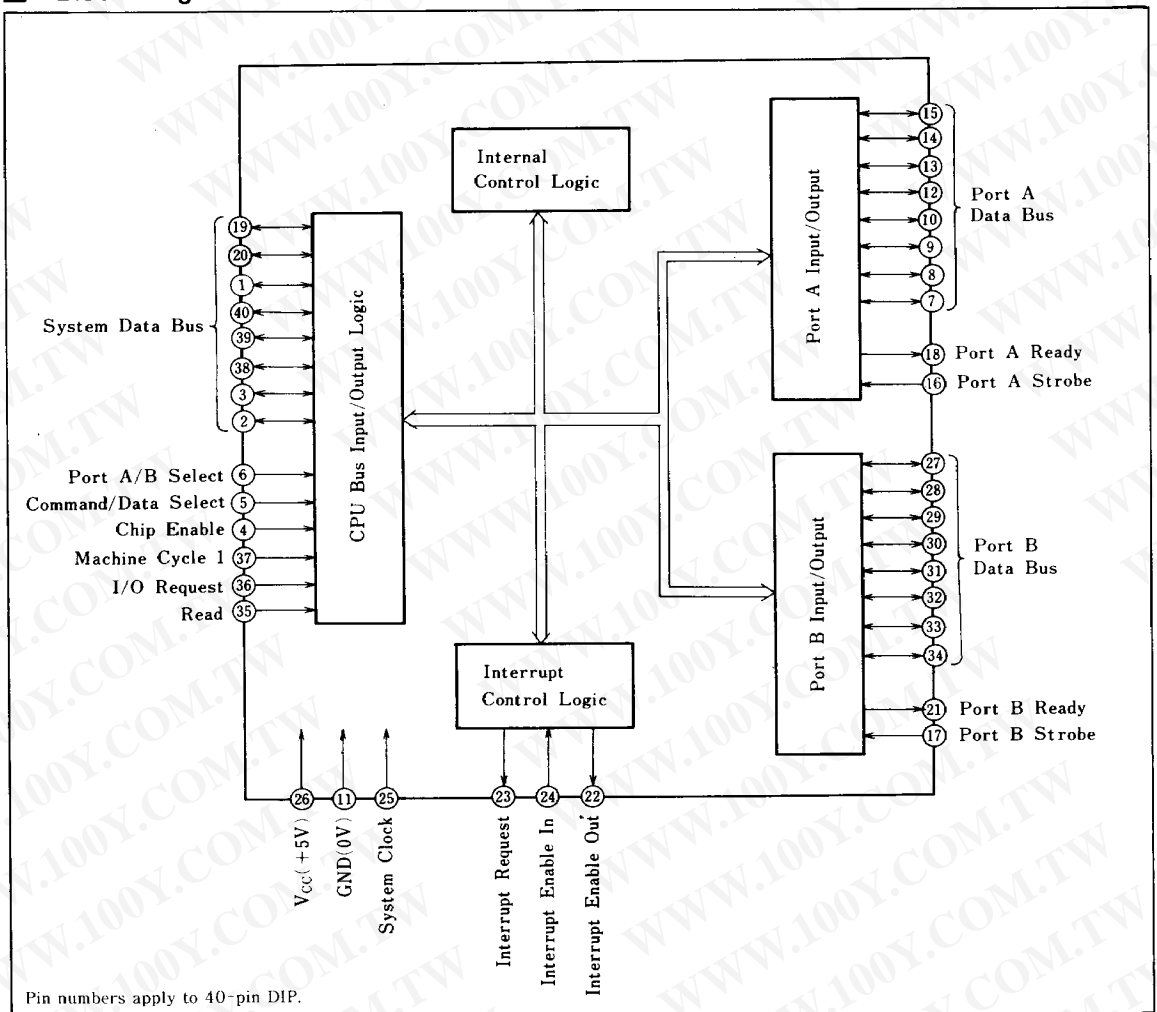 Internal
Control Logic
19
20
1
40
39
38
3
2
System Data Bus
Port A/B Select 6
Command/Data Select 5
Chip Enable 4
Machine Cycle 1 37
I/O Request 36
Read 35
CPU Bus Input/Output Logic
Port A Input/Output
15
14
13
12
10
9
8
7
Port A
Data Bus
18 Port A Ready
16 Port A Strobe
Port B Input/Output
27
28
29
30
31
32
33
34
Port B
Data Bus
21 Port B Ready
17 Port B Strobe
Interrupt
Control Logic
26 11 25 23 24 22
VCC(+5V)
GND(0V)
System Clock
Interrupt Request
Interrupt Enable In
Interrupt Enable Out
Pin numbers apply to 40-pin DIP.
WWW.100Y.COM.TW